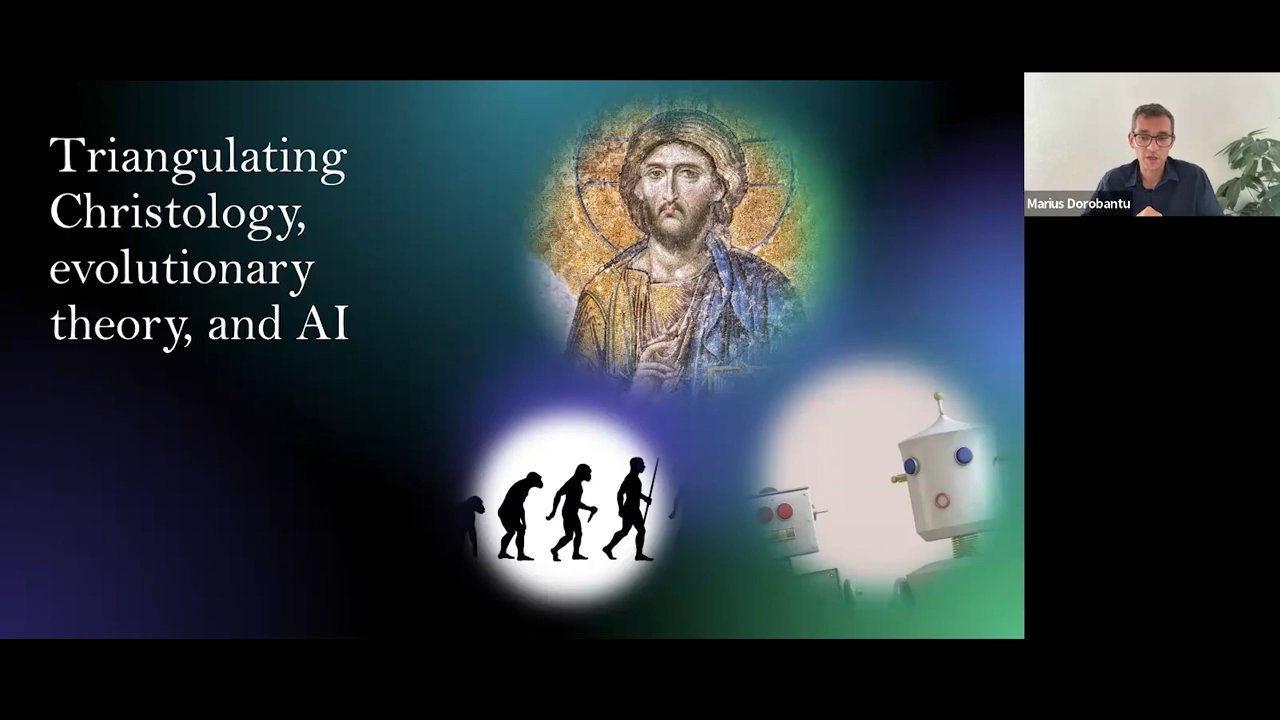 Triangulating
Christology,
evolutionary
theory, and AI
Marius Dorobantu